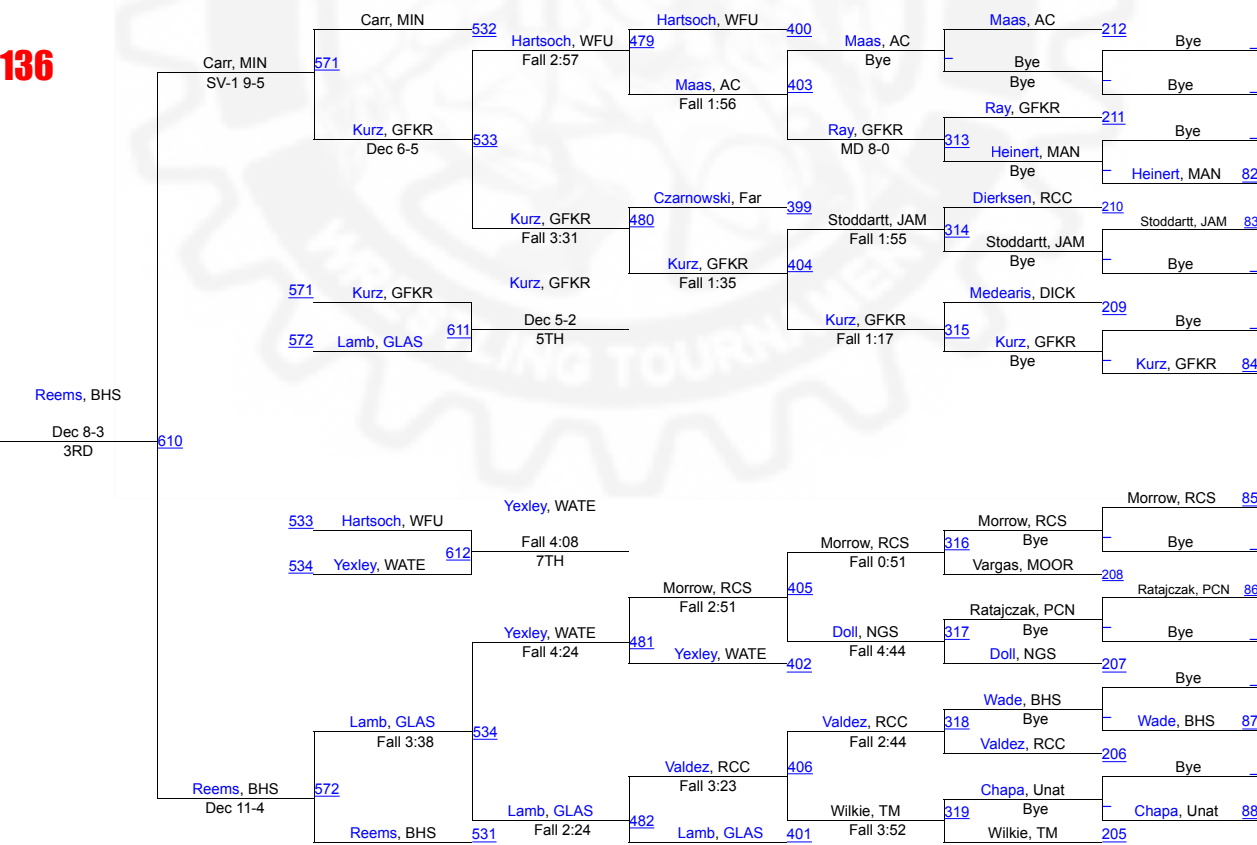 136
Carr, MIN
532
Hartsoch, WFU
400
Maas, AC
212
Hartsoch, WFU
479
Fall 2:57
Maas, AC
Bye
Bye
Carr, MIN
571
SV-1 9-5
Maas, AC
403
Fall 1:56
Bye
Bye
Bye
Ray, GFKR
211
Kurz, GFKR
533
Dec 6-5
Ray, GFKR
313
MD 8-0
Bye
Heinert, MAN
Bye
Heinert, MAN
82
Czarnowski, Far
399
Dierksen, RCC
210
Kurz, GFKR
480
Fall 3:31
Stoddartt, JAM
314
Fall 1:55
Stoddartt, JAM
83
Stoddartt, JAM
Bye
Bye
Kurz, GFKR
404
Fall 1:35
571
Kurz, GFKR
Kurz, GFKR
Medearis, DICK
209
611
Dec 5-2
5TH
Kurz, GFKR
315
Fall 1:17
Bye
572
Lamb, GLAS
Kurz, GFKR
Bye
Kurz, GFKR
84
WRESTLING TOURNAMENT
Reems, BHS
Dec 8-3
3RD
610
Morrow, RCS
85
533
Hartsoch, WFU
Yexley, WATE
Morrow, RCS
316
Bye
Bye
612
Fall 4:08
7TH
Morrow, RCS
Fall 0:51
534
Yexley, WATE
Vargas, MOOR
208
Morrow, RCS
405
Fall 2:51
Ratajczak, PCN
86
Ratajczak, PCN
317
Bye
Yexley, WATE
481
Fall 4:24
Doll, NGS
Fall 4:44
Bye
Yexley, WATE
402
Doll, NGS
207
Bye
Wade, BHS
318
Bye
Lamb, GLAS
534
Fall 3:38
Valdez, RCC
Fall 2:44
Wade, BHS
87
Valdez, RCC
206
Valdez, RCC
406
Fall 3:23
Bye
Reems, BHS
572
Dec 11-4
Chapa, Unat
319
Bye
Lamb, GLAS
482
Fall 2:24
Wilkie, TM
Fall 3:52
Chapa, Unat
88
Reems, BHS
531
Lamb, GLAS
401
Wilkie, TM
205